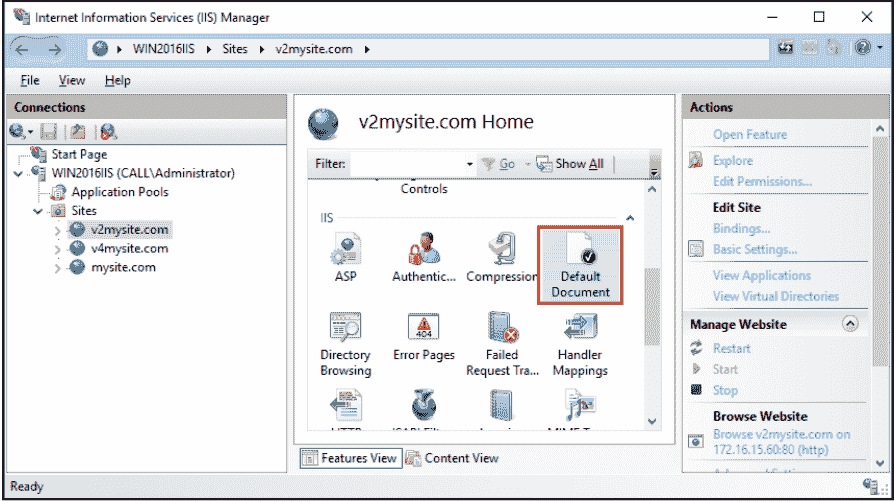 Internet Information Services (IIS) Manager
WIN2016IIS
Sites
v2mysite.com
File View Help
Connections
Start Page
WIN2016IIS (CALL\Administrator)
Application Pools
Sites
v2mysite.com
v4mysite.com
mysite.com
v2mysite.com Home
Filter: Go Show All
Controls
IIS
ASP
Authentic...
Compression
Default
Document
Directory
Browsing
Error Pages
404
Failed
Request Tra...
Handler
Mappings
Features View
Content View
Actions
Open Feature
Explore
Edit Permissions...
Edit Site
Bindings...
Basic Settings...
View Applications
View Virtual Directories
Manage Website
Restart
Start
Stop
Browse Website
Browse v2mysite.com on
172.16.15.60:80 (http)
Ready